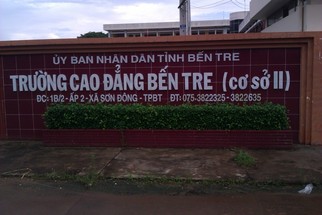 ỦY BAN NHÂN DÂN TỈNH BẾN TRE
TRƯỜNG CAO ĐẲNG BẾN TRE (cơ sở II)
ĐC: 1B/2 - ẤP 2 - XÃ SƠN ĐÔNG - TPBT ĐT: 075-3822325 - 3822635